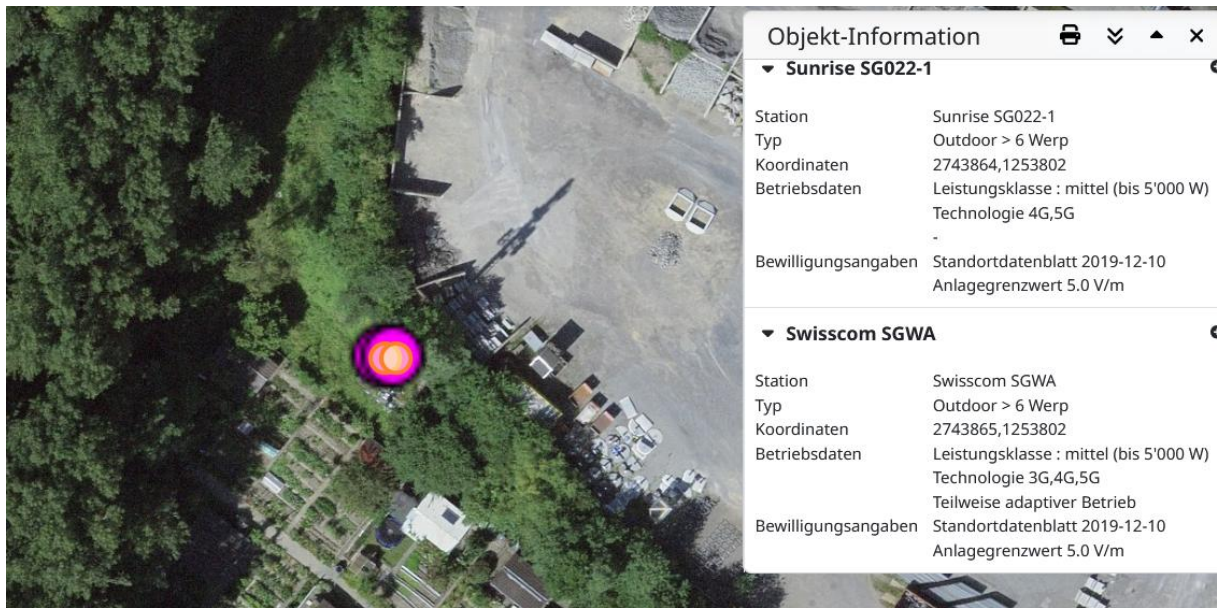 Objekt-Information
Sunrise SG022-1
Station Sunrise SG022-1
Typ Outdoor > 6 Werp
Koordinaten 2743864,1253802
Betriebsdaten Leistungsklasse : mittel (bis 5'000 W)
Technologie 4G,5G
-
Bewilligungsangaben Standortdatenblatt 2019-12-10
Anlagegrenzwert 5.0 V/m
Swisscom SGWA
Station Swisscom SGWA
Typ Outdoor > 6 Werp
Koordinaten 2743865,1253802
Betriebsdaten Leistungsklasse : mittel (bis 5'000 W)
Technologie 3G,4G,5G
Teilweise adaptiver Betrieb
Bewilligungsangaben Standortdatenblatt 2019-12-10
Anlagegrenzwert 5.0 V/m